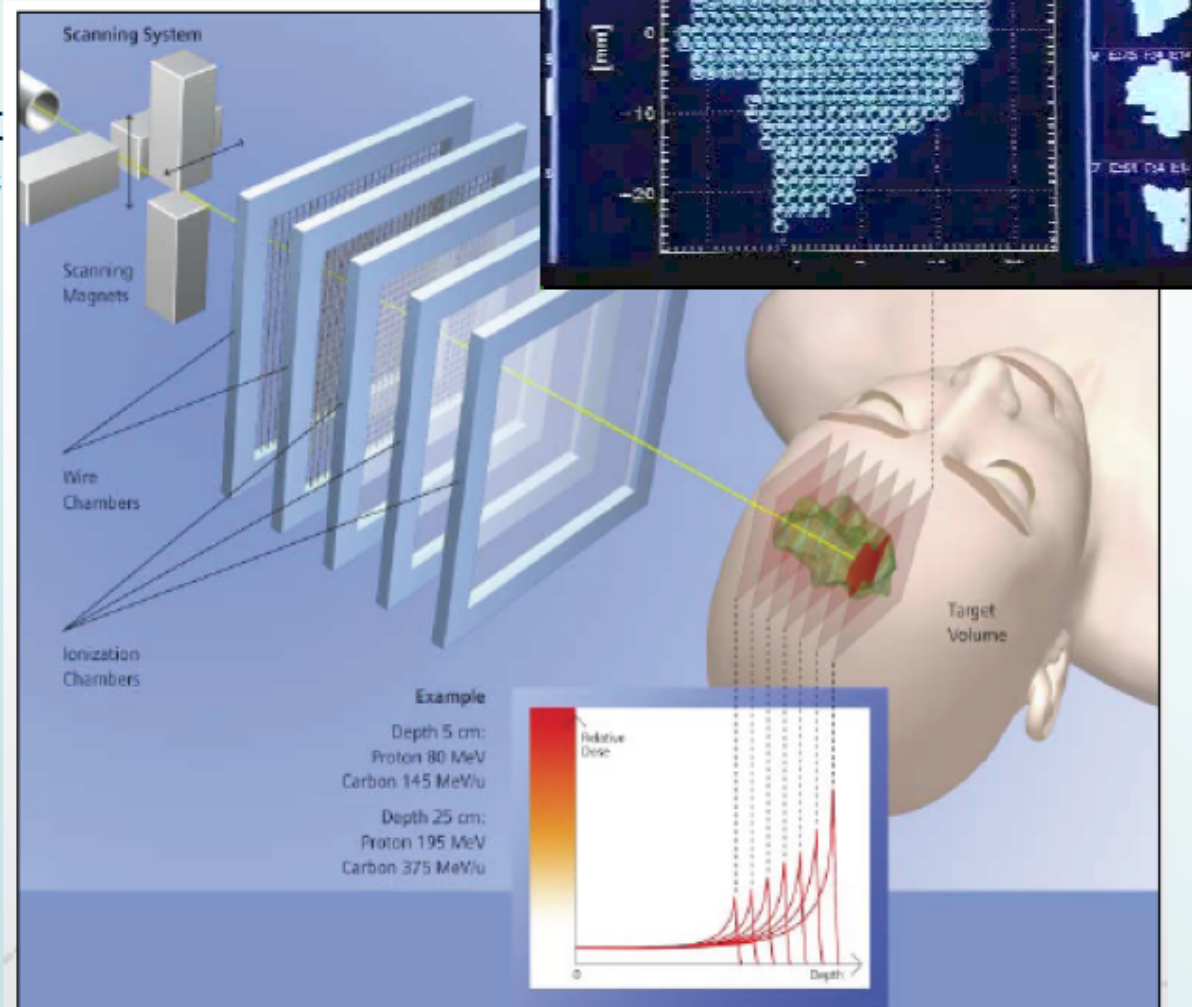 Scanning System
[mm]
0
-10
-20
Scanning
Magnets
Wire
Chambers
Ionization
Chambers
Target
Volume
Example
Depth 5 cm:
Proton 80 MeV
Carbon 145 MeV/u
Depth 25 cm:
Proton 195 MeV
Carbon 375 MeV/u
Relative
Dose
0
Depth